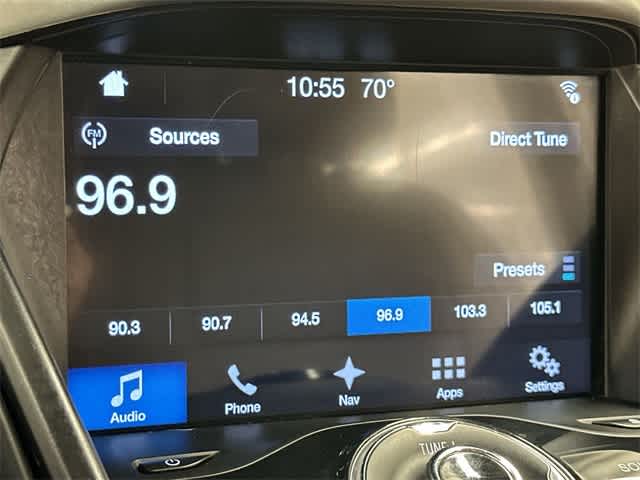 10:55 70°
FM Sources Direct Tune
96.9
Presets
90.3 90.7 94.5 96.9 103.3 105.1
Audio Phone Nav Apps Settings
TUNE